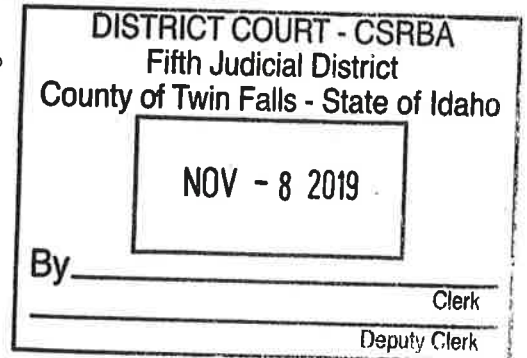 DISTRICT COURT - CSRBA
Fifth Judicial District
County of Twin Falls - State of Idaho
NOV - 8 2019
By
Clerk
Deputy Clerk